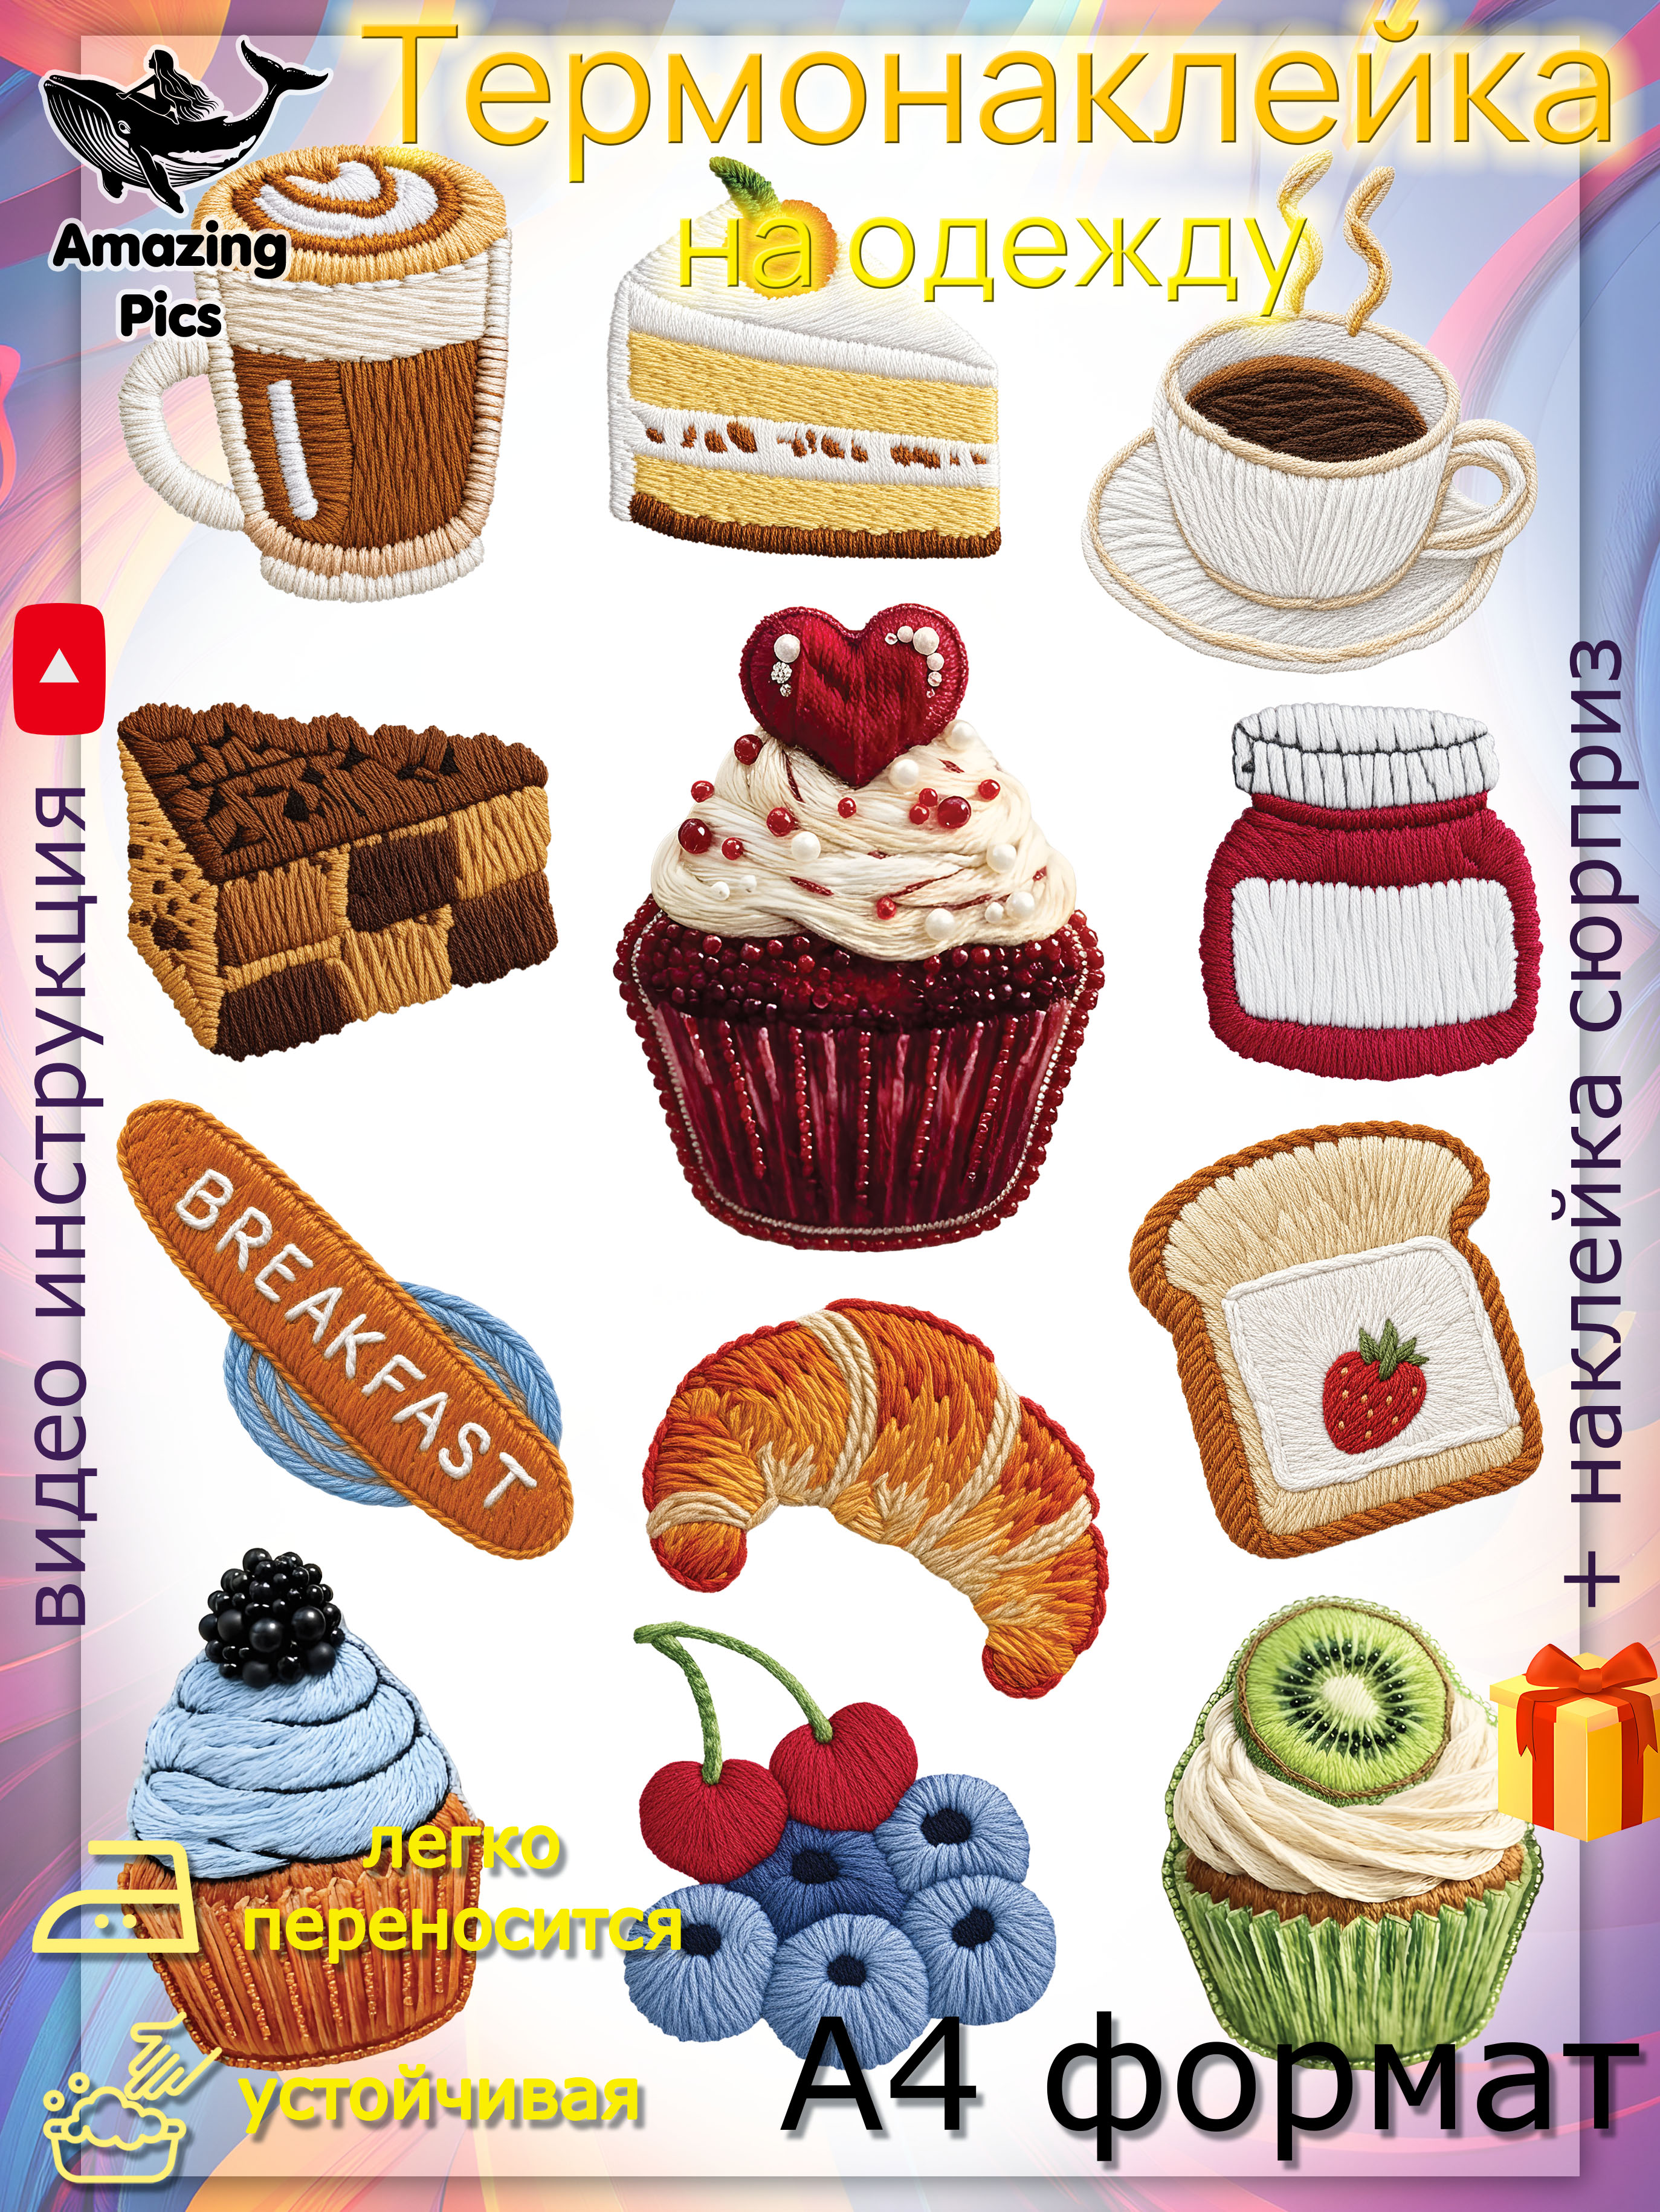 Термонаклейка
на одежду
Amazing
Pics
видео инструкция
+ наклейка сюрприз
BREAKFAST
легко
переносится
устойчивая
А4 формат